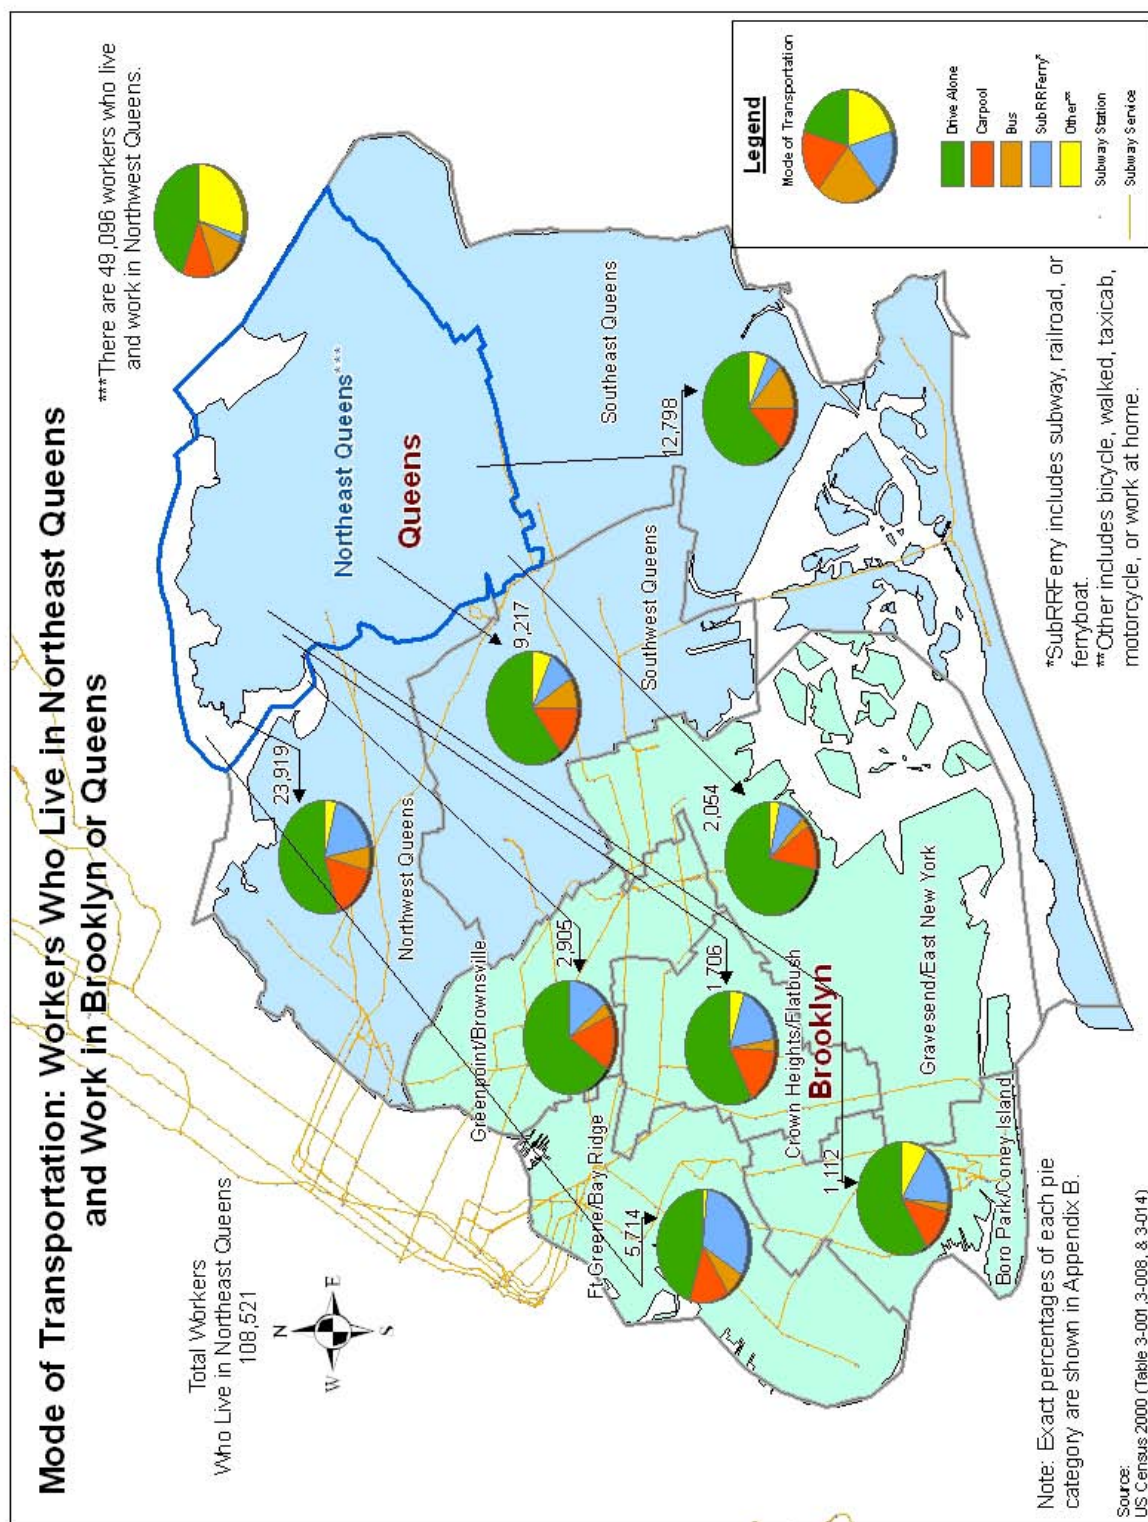 Mode of Transportation: Workers Who Live in Northeast Queens
and Work in Brooklyn or Queens
***There are 49,096 workers who live
and work in Northwest Queens.
Total Workers
Who Live in Northeast Queens
108,521
N
W
E
S
23,919
Northwest Queens
Northeast Queens***
Queens
9,217
Southwest Queens
12,798
Southeast Queens
Greenpoint/Brownsville
2,905
2,054
Ft Greene/Bay Ridge
5,714
1,706
Crown Heights/Flatbush
Brooklyn
1,112
Gravesend/East New York
Boro Park/Coney Island
Legend
Mode of Transportation
Drive Alone
Carpool
Bus
SubRRFerry*
Other**
Subway Station
Subway Service
*SubRRFerry includes subway, railroad, or
ferryboat.
**Other includes bicycle, walked, taxicab,
motorcycle, or work at home.
Note: Exact percentages of each pie
category are shown in Appendix B.
Source:
US Census 2000 (Table 3-001,3-008, & 3-014)